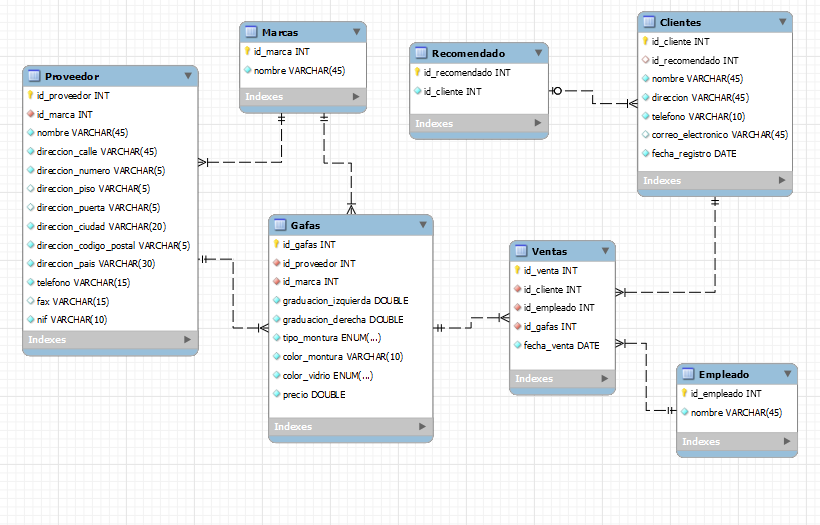 Proveedor
id_proveedor INT
id_marca INT
nombre VARCHAR(45)
direccion_calle VARCHAR(45)
direccion_numero VARCHAR(5)
direccion_piso VARCHAR(5)
direccion_puerta VARCHAR(5)
direccion_ciudad VARCHAR(20)
direccion_codigo_postal VARCHAR(5)
direccion_pais VARCHAR(30)
telefono VARCHAR(15)
fax VARCHAR(15)
nif VARCHAR(10)
Indexes
Marcas
id_marca INT
nombre VARCHAR(45)
Indexes
Recomendado
id_recomendado INT
id_cliente INT
Indexes
Clientes
id_cliente INT
id_recomendado INT
nombre VARCHAR(45)
direccion VARCHAR(45)
telefono VARCHAR(10)
correo_electronico VARCHAR(45)
fecha_registro DATE
Indexes
Gafas
id_gafas INT
id_proveedor INT
id_marca INT
graduacion_izquierda DOUBLE
graduacion_derecha DOUBLE
tipo_montura ENUM(...)
color_montura VARCHAR(10)
color_vidrio ENUM(...)
precio DOUBLE
Indexes
Ventas
id_venta INT
id_cliente INT
id_empleado INT
id_gafas INT
fecha_venta DATE
Indexes
Empleado
id_empleado INT
nombre VARCHAR(45)
Indexes